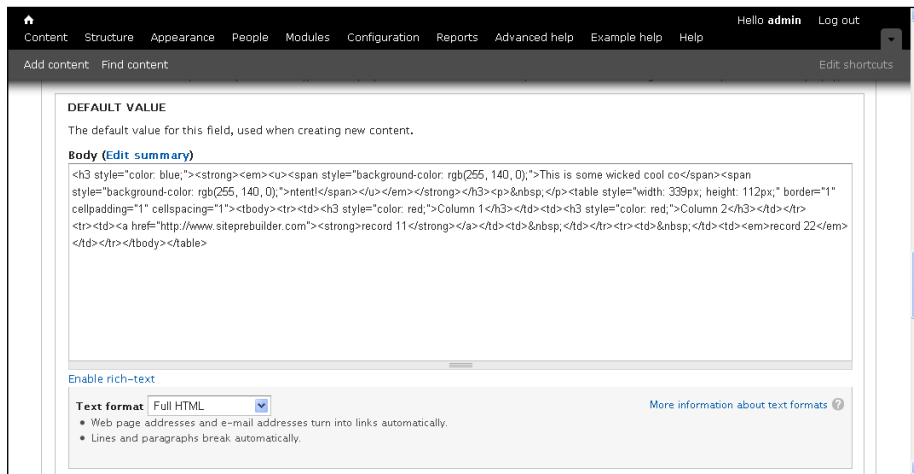 Hello admin Log out
Content Structure Appearance People Modules Configuration Reports Advanced help Example help Help
Add content Find content Edit shortcuts
DEFAULT VALUE
The default value for this field, used when creating new content.
Body (Edit summary)
<h3 style="color: blue;"><strong><em><u><span style="background-color: rgb(255, 140, 0);">This is some wicked cool co</span><span
style="background-color: rgb(255, 140, 0);">ntent!</span></u></em></strong></h3><p>&nbsp;</p><table style="width: 339px; height: 112px;" border="1"
cellpadding="1" cellspacing="1"><tbody><tr><td><h3 style="color: red;">Column 1</h3></td><td><h3 style="color: red;">Column 2</h3></td></tr>
<tr><td><a href="http://www.siteprebuilder.com"><strong>record 11</strong></a></td><td>&nbsp;</td></tr><tr><td>&nbsp;</td><td><em>record 22</em>
</td></tr></tbody></table>
Enable rich-text
Text format Full HTML More information about text formats ?
Web page addresses and e-mail addresses turn into links automatically.
Lines and paragraphs break automatically.